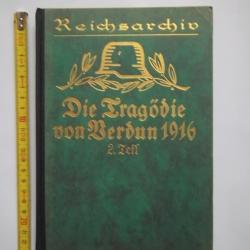 Reichsarchiv
Die Tragödie
von Verdun 1916
2. Teil